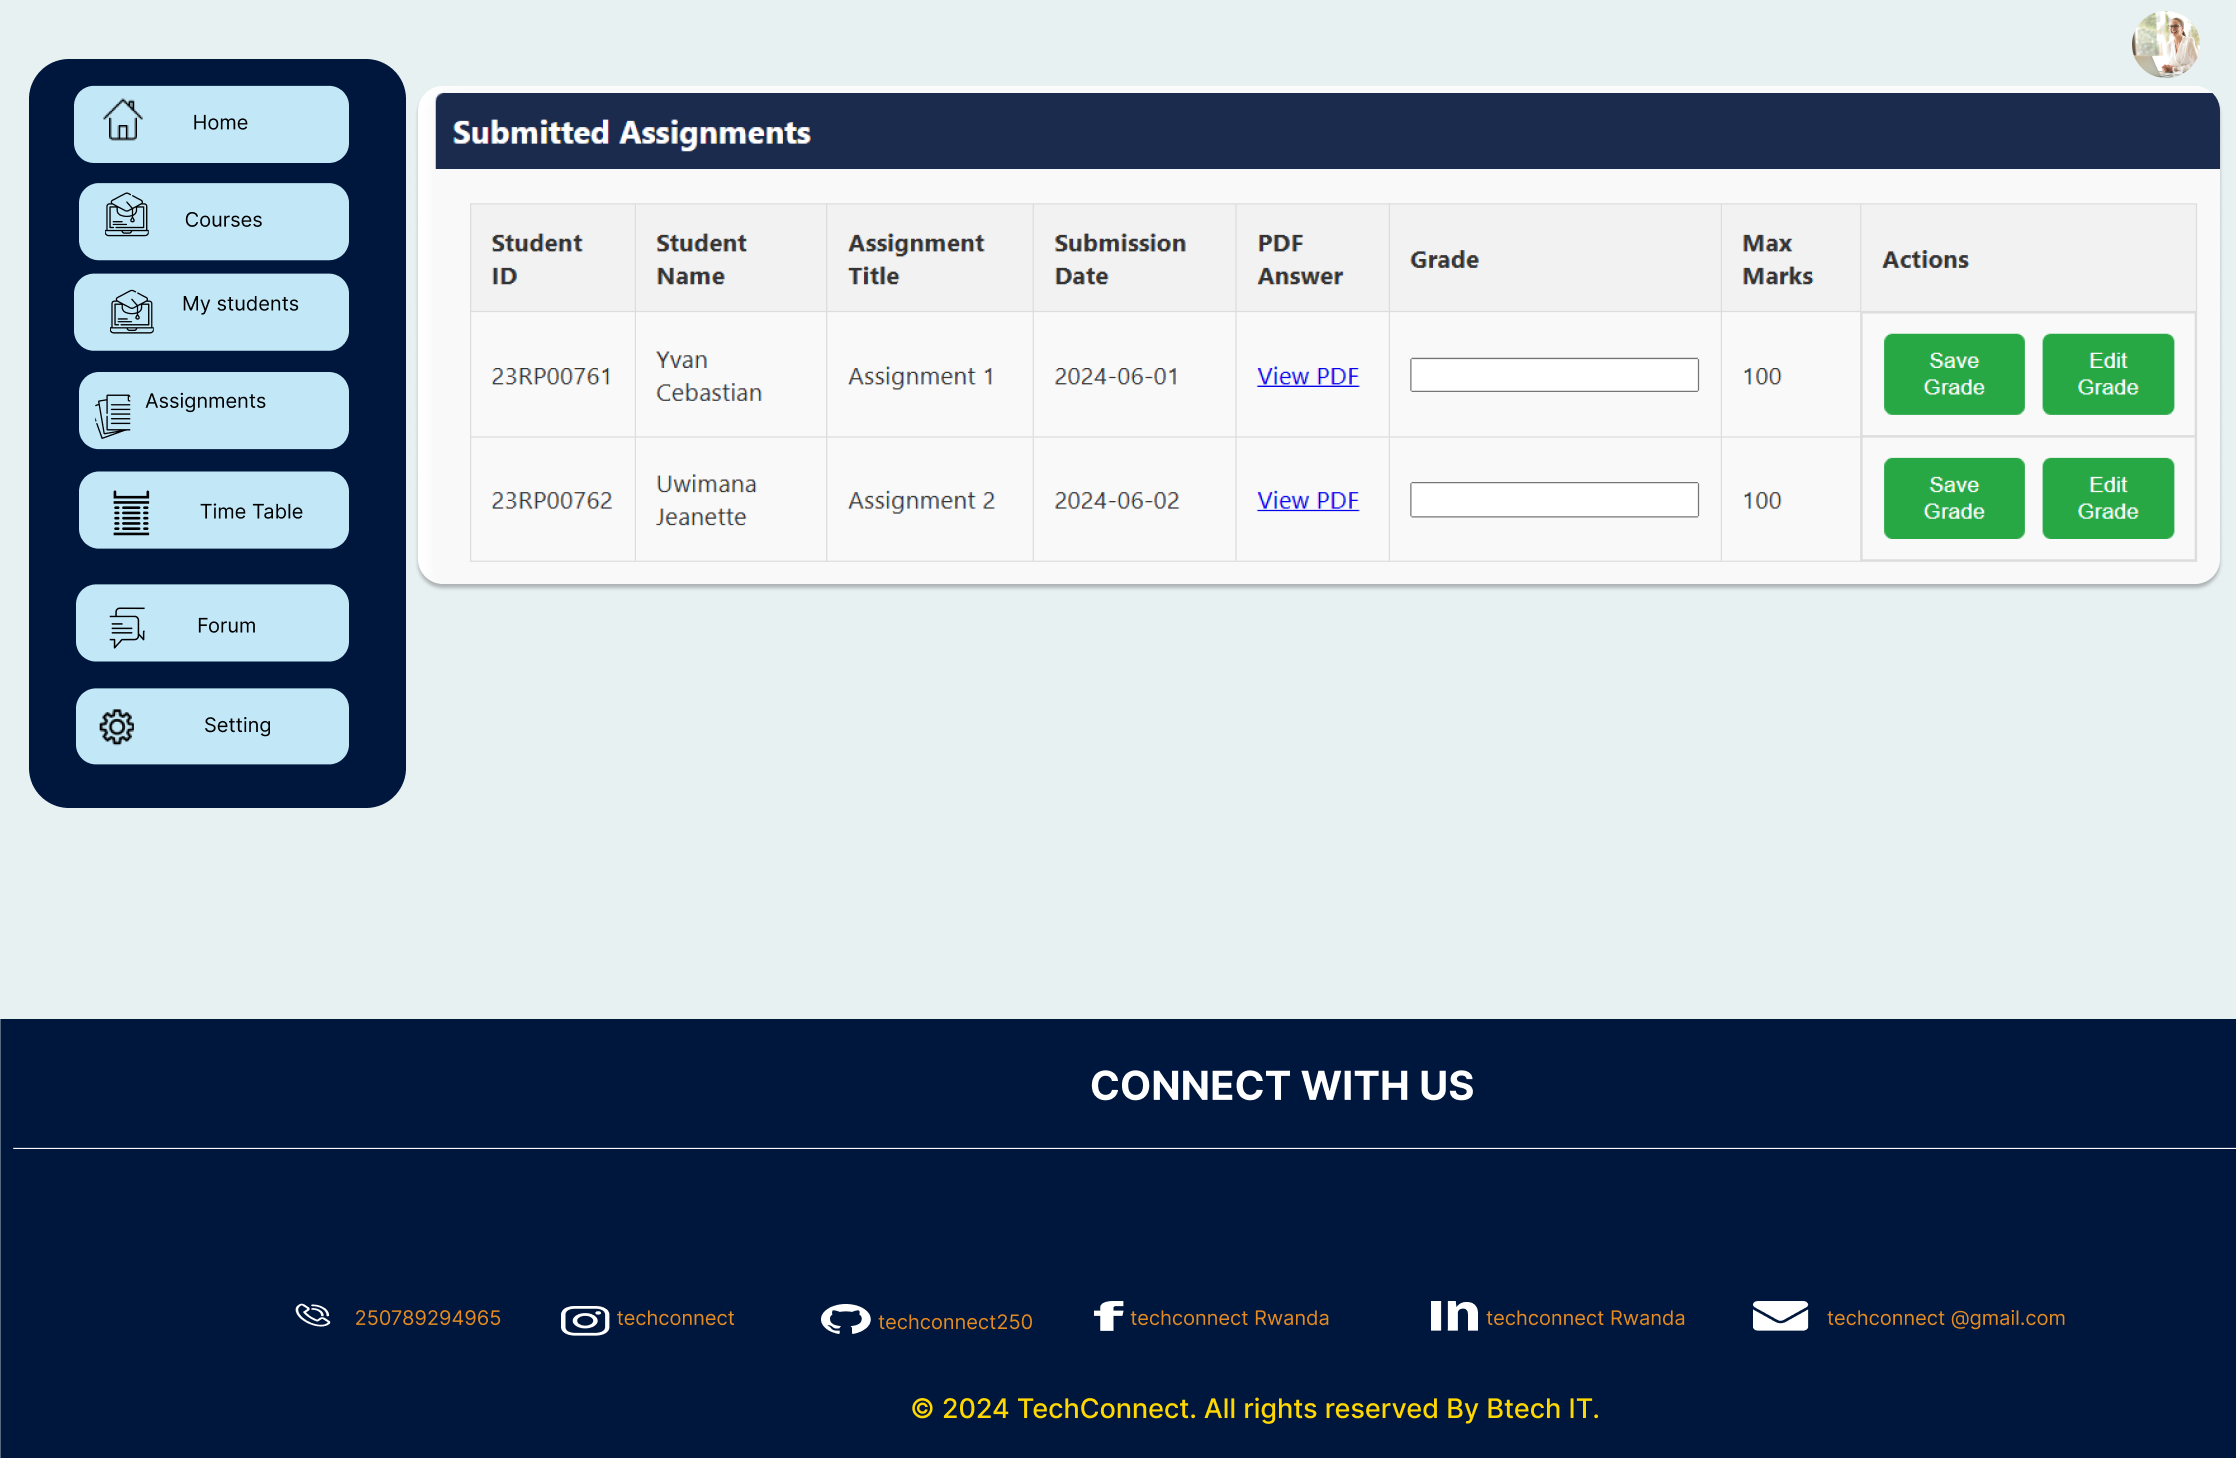 Home
Courses
My students
Assignments
Time Table
Forum
Setting
Submitted Assignments
Student ID
Student Name
Assignment Title
Submission Date
PDF Answer
Grade
Max Marks
Actions
23RP00761
Yvan Cebastian
Assignment 1
2024-06-01
View PDF
100
Save Grade
Edit Grade
23RP00762
Uwimana Jeanette
Assignment 2
2024-06-02
View PDF
100
Save Grade
Edit Grade
CONNECT WITH US
250789294965
techconnect
techconnect250
techconnect Rwanda
in techconnect Rwanda
techconnect @gmail.com
© 2024 TechConnect. All rights reserved By Btech IT.